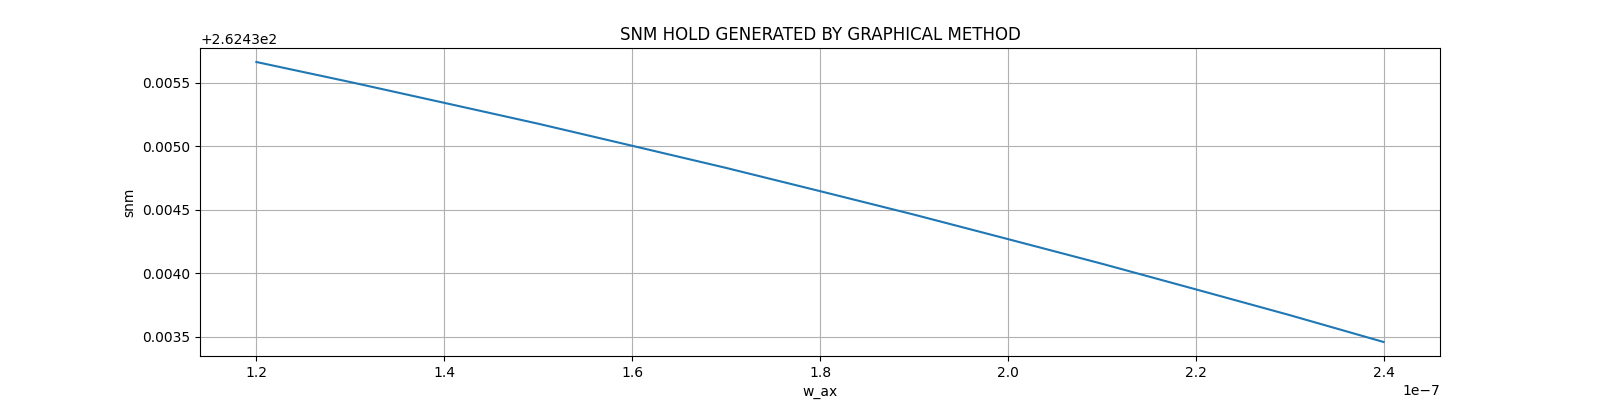 SNM HOLD GENERATED BY GRAPHICAL METHOD
+2.6243e2
0.0055
0.0050
0.0045
0.0040
0.0035
snm
1.2 1.4 1.6 1.8 2.0 2.2 2.4
w_ax
1e−7